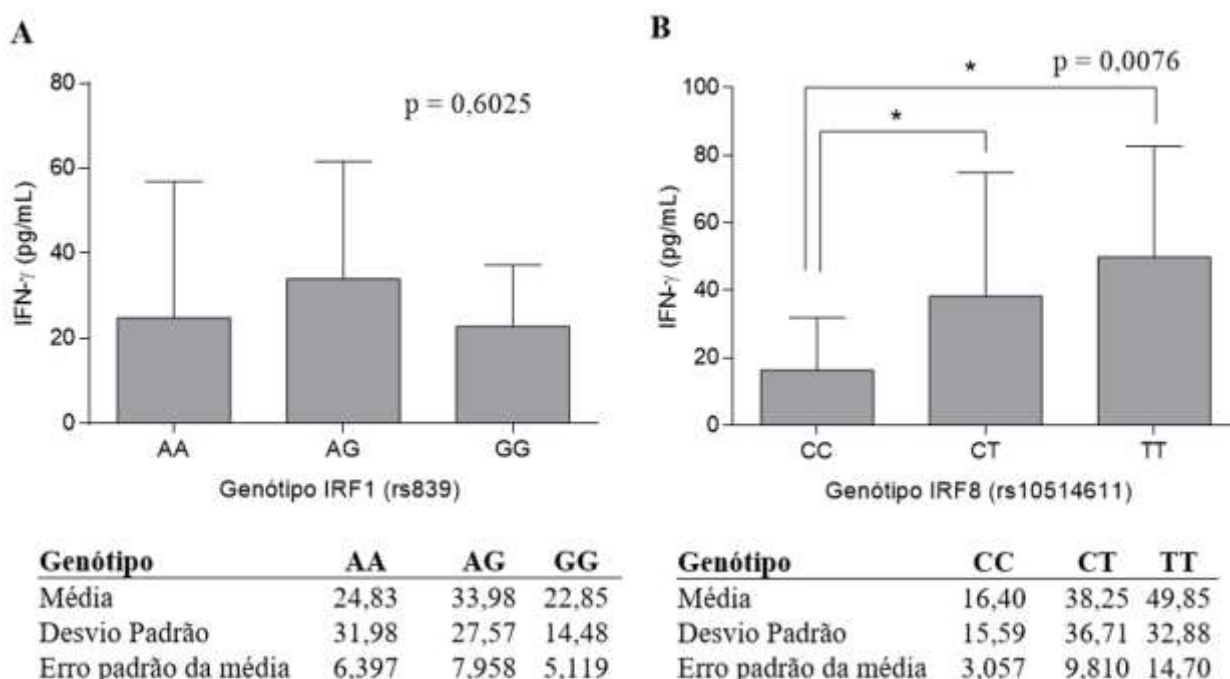 A
IFN-γ (pg/mL)
80
60
40
20
0
p = 0,6025
AA AG GG
Genótipo IRF1 (rs839)
Genótipo AA AG GG
Média 24,83 33,98 22,85
Desvio Padrão 31,98 27,57 14,48
Erro padrão da média 6,397 7,958 5,119
B
IFN-γ (pg/mL)
100
80
60
40
20
0
* p = 0,0076
*
CC CT TT
Genótipo IRF8 (rs10514611)
Genótipo CC CT TT
Média 16,40 38,25 49,85
Desvio Padrão 15,59 36,71 32,88
Erro padrão da média 3,057 9,810 14,70